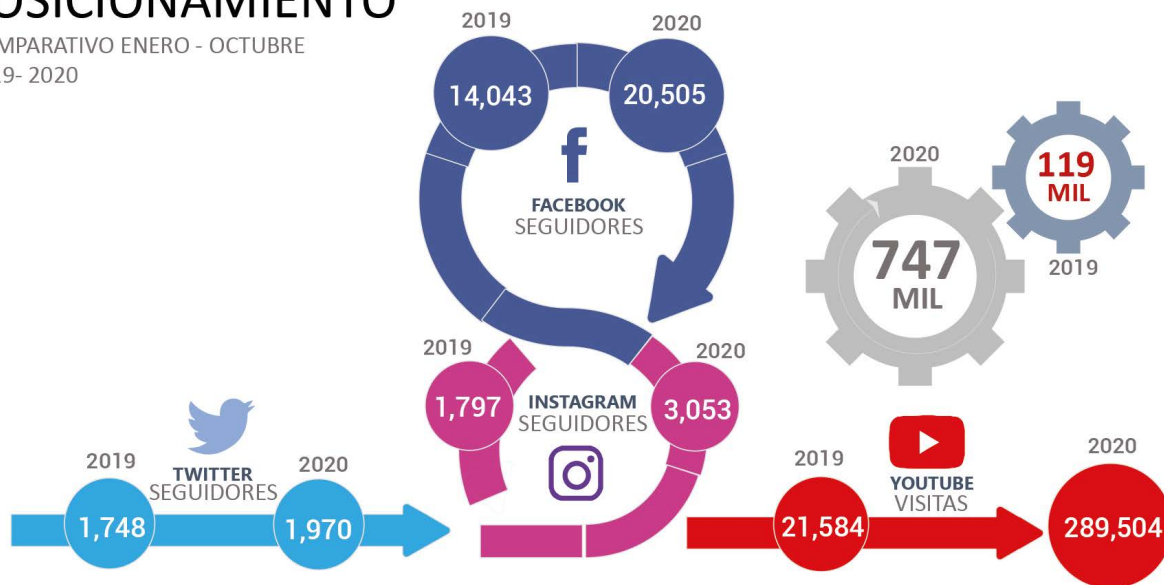 OSICIONAMIENTO
MPARATIVO ENERO - OCTUBRE
19- 2020
2019
2020
14,043
20,505
FACEBOOK
SEGUIDORES
2019
2020
1,797
3,053
INSTAGRAM
SEGUIDORES
TWITTER
SEGUIDORES
2019
2020
1,748
1,970
2020
747
MIL
119
MIL
2019
YOUTUBE
VISITAS
2019
2020
21,584
289,504